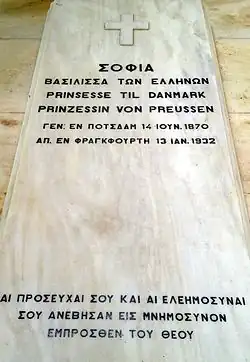 ΣΟΦΙΑ
ΒΑΣΙΛΙΣΣΑ ΤΩΝ ΕΛΛΗΝΩΝ
PRINSESSE TIL DANMARK
PRINZESSIN VON PREUSSEN
ΓΕΝ. ΕΝ ΠΟΤΣΔΑΜ 14 ΙΟΥΝ. 1870
ΑΠ. ΕΝ ΦΡΑΓΚΦΟΥΡΤΗ 13 ΙΑΝ. 1932
ΑΙ ΠΡΟΣΕΥΧΑΙ ΣΟΥ ΚΑΙ ΑΙ ΕΛΕΗΜΟΣΥΝΑΙ
ΣΟΥ ΑΝΕΒΗΣΑΝ ΕΙΣ ΜΝΗΜΟΣΥΝΟΝ
ΕΜΠΡΟΣΘΕΝ ΤΟΥ ΘΕΟΥ